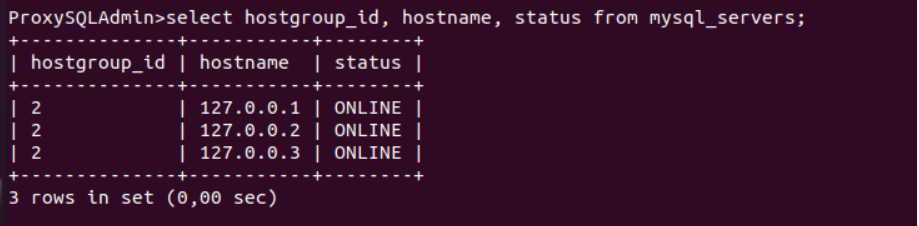 ProxySQLAdmin>select hostgroup_id, hostname, status from mysql_servers;
+--------------+-----------+--------+
| hostgroup_id | hostname  | status |
+--------------+-----------+--------+
| 2            | 127.0.0.1 | ONLINE |
| 2            | 127.0.0.2 | ONLINE |
| 2            | 127.0.0.3 | ONLINE |
+--------------+-----------+--------+
3 rows in set (0,00 sec)